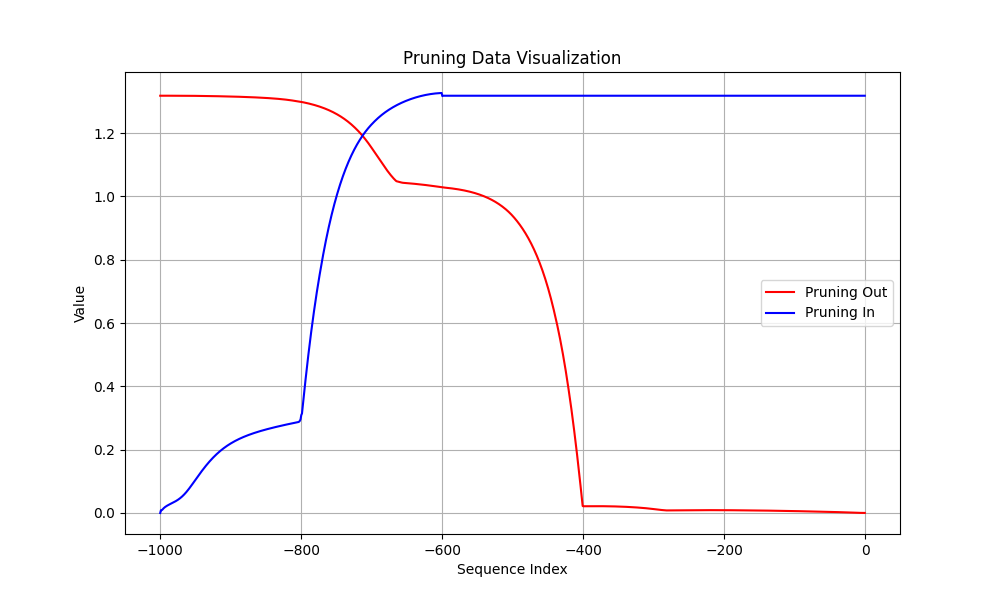 Pruning Data Visualization
Value
1.2
1.0
0.8
0.6
0.4
0.2
0.0
Pruning Out
Pruning In
−1000 −800 −600 −400 −200 0
Sequence Index